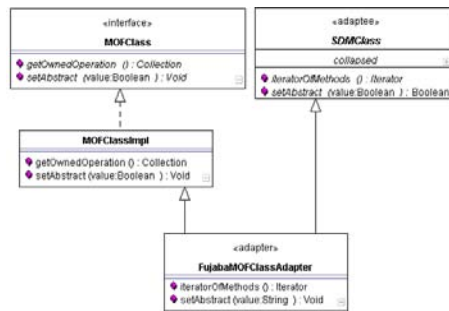 «interface»
MOFClass
getOwnedOperation () : Collection
setAbstract (value:Boolean ) : Void
«adaptee»
SDMClass
collapsed
iteratorOfMethods () : Iterator
setAbstract (value:Boolean ) : Boolean
MOFClassImpl
getOwnedOperation () : Collection
setAbstract (value:Boolean ) : Void
«adapter»
FujabaMOFClassAdapter
iteratorOfMethods () : Iterator
setAbstract (value:String ) : Void